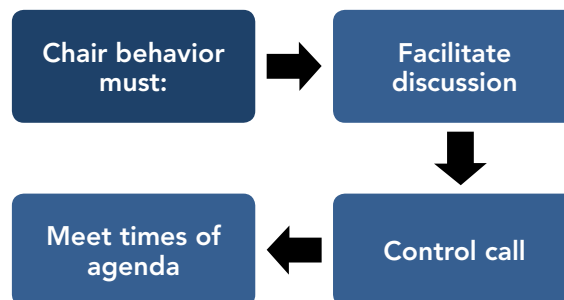 Chair behavior
must:
Facilitate
discussion
Control call
Meet times of
agenda